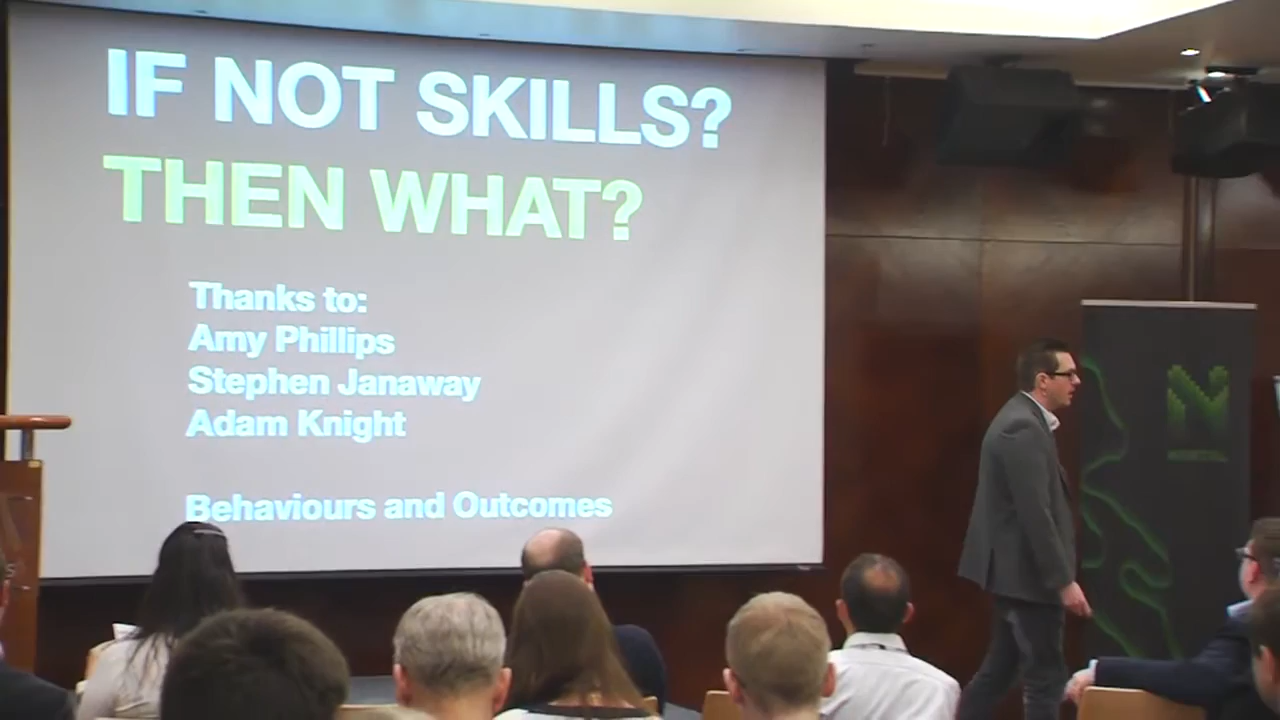 IF NOT SKILLS?
THEN WHAT?
Thanks to:
Amy Phillips
Stephen Janaway
Adam Knight
Behaviours and Outcomes
N